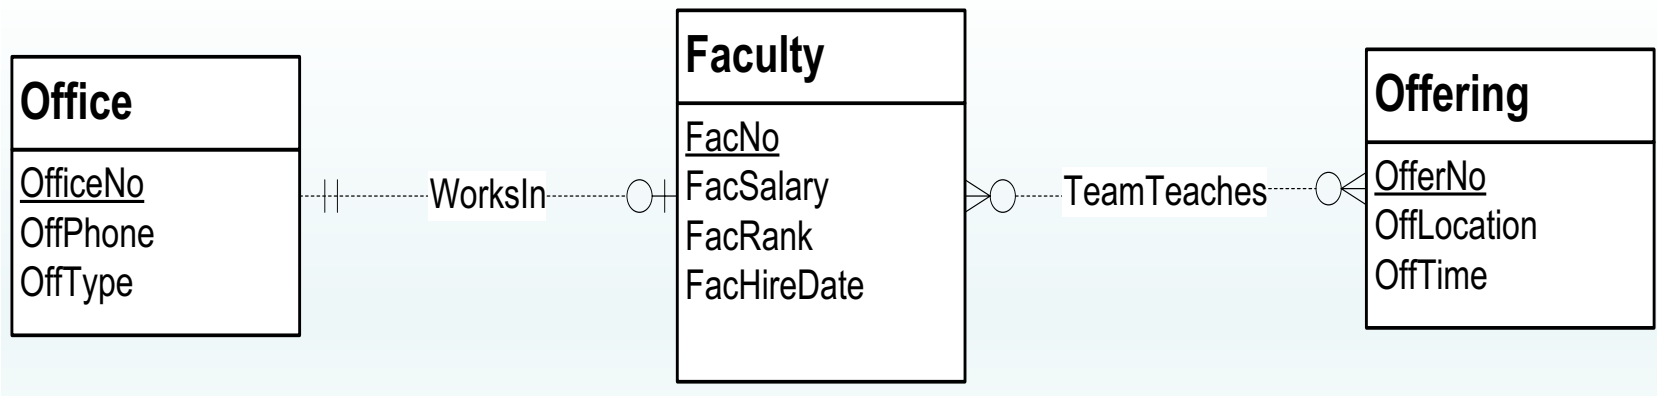 Office
OfficeNo
OffPhone
OffType
WorksIn
Faculty
FacNo
FacSalary
FacRank
FacHireDate
TeamTeaches
Offering
OfferNo
OffLocation
OffTime